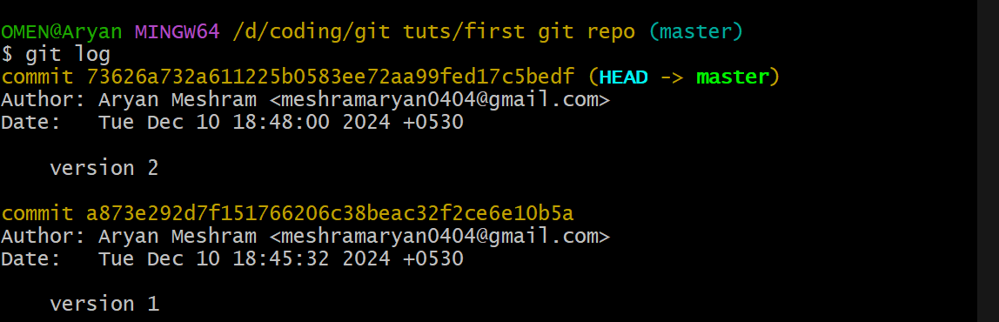 OMEN@Aryan MINGW64 /d/coding/git tuts/first git repo (master)
$ git log
commit 73626a732a611225b0583ee72aa99fed17c5bedf (HEAD -> master)
Author: Aryan Meshram <meshramaryan0404@gmail.com>
Date:   Tue Dec 10 18:48:00 2024 +0530
    version 2
commit a873e292d7f151766206c38beac32f2ce6e10b5a
Author: Aryan Meshram <meshramaryan0404@gmail.com>
Date:   Tue Dec 10 18:45:32 2024 +0530
    version 1